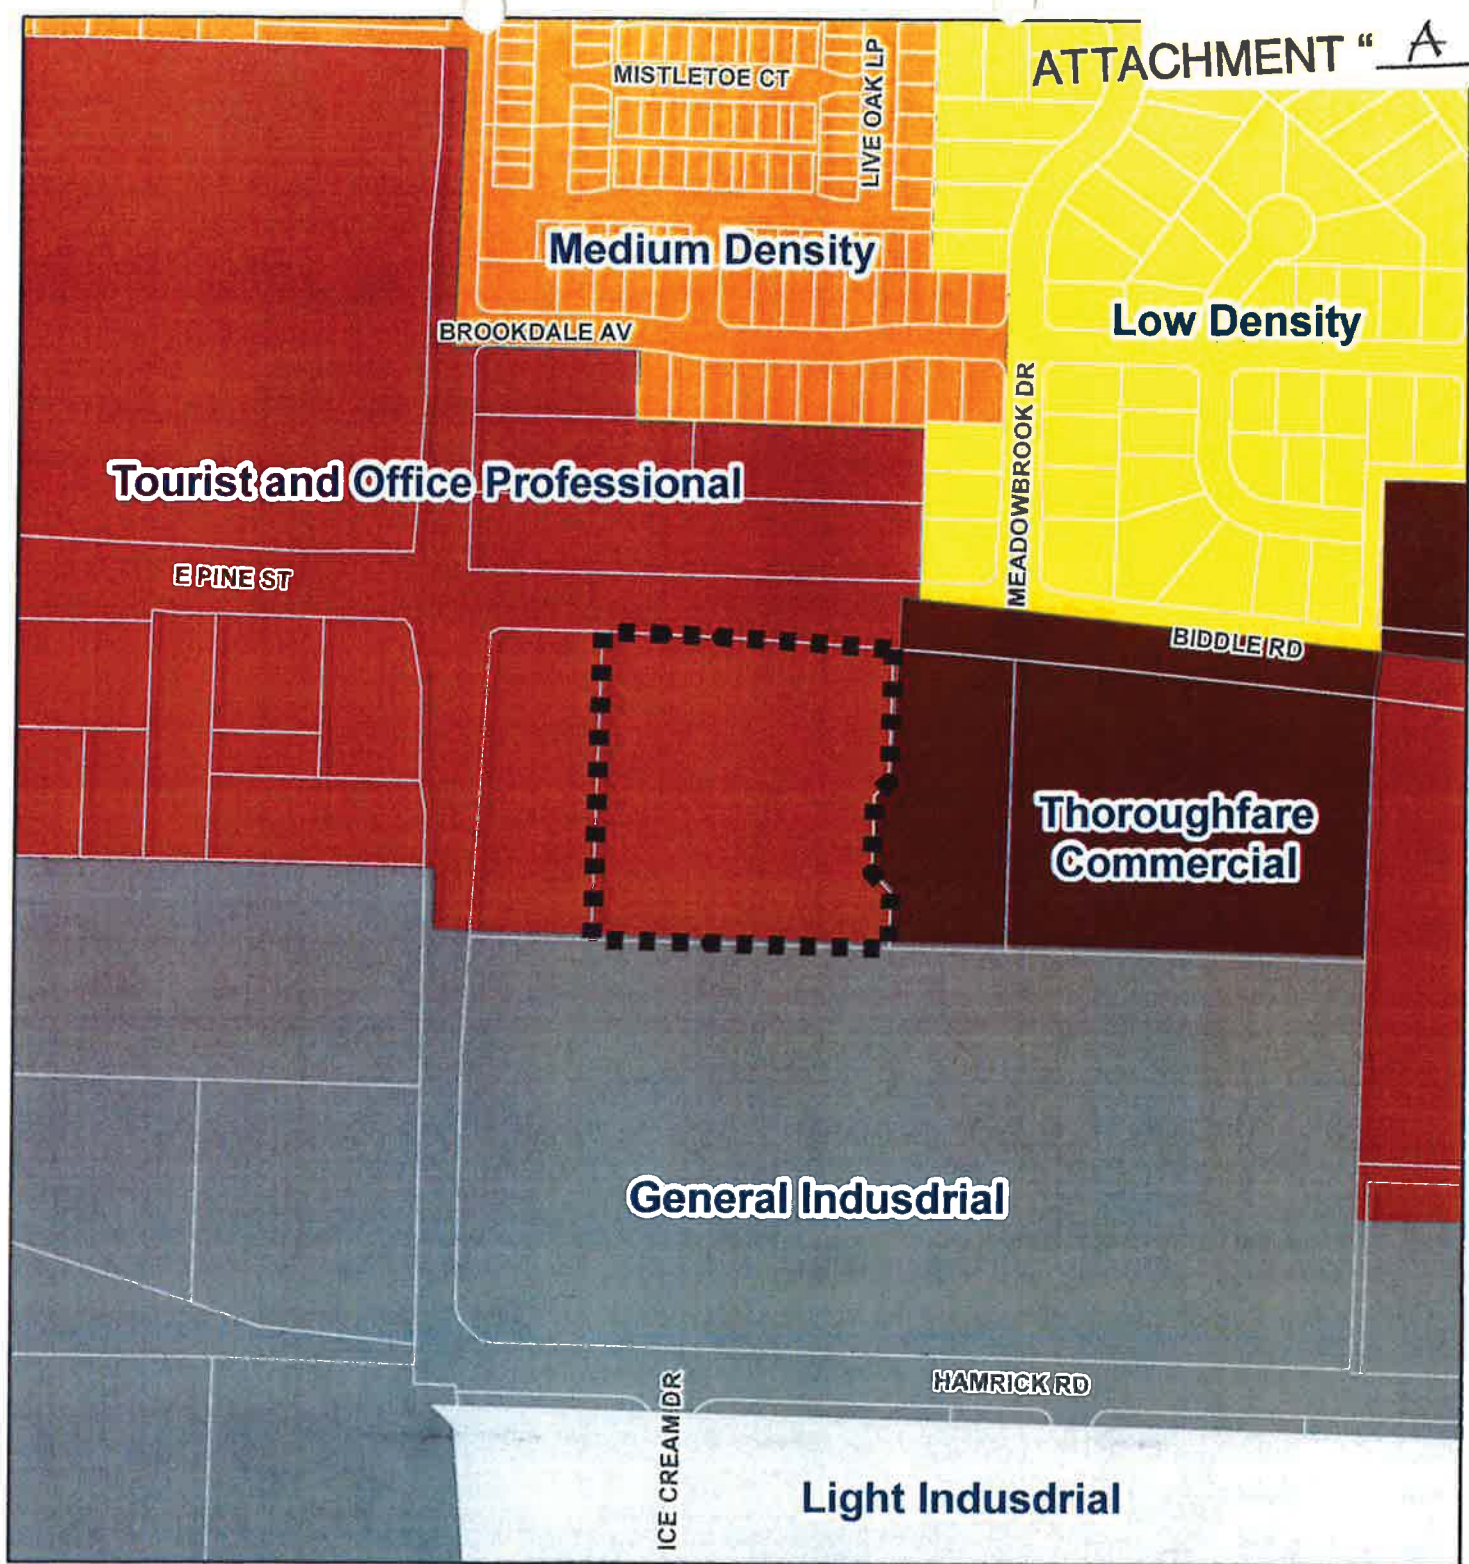 ATTACHMENT " A
MISTLETOE CT
LIVE OAK LP
Medium Density
Low Density
BROOKDALE AV
MEADOWBROOK DR
Tourist and Office Professional
E PINE ST
BIDDLE RD
Thoroughfare
Commercial
General Indusdrial
HAMRICK RD
ICE CREAM DR
Light Indusdrial